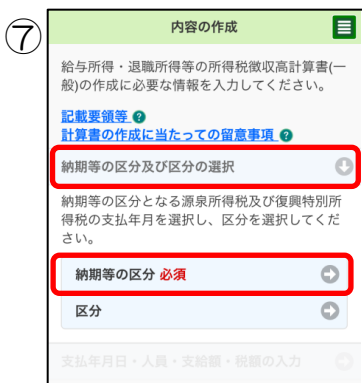 ⑦
内容の作成
給与所得・退職所得等の所得税徴収高計算書(一
般)の作成に必要な情報を入力してください。
記載要領等
計算書の作成に当たっての留意事項
納期等の区分及び区分の選択
納期等の区分となる源泉所得税及び復興特別所
得税の支払年月を選択し、区分を選択してくだ
さい。
納期等の区分 必須
区分
支払年月日・人員・支給額・税額の入力